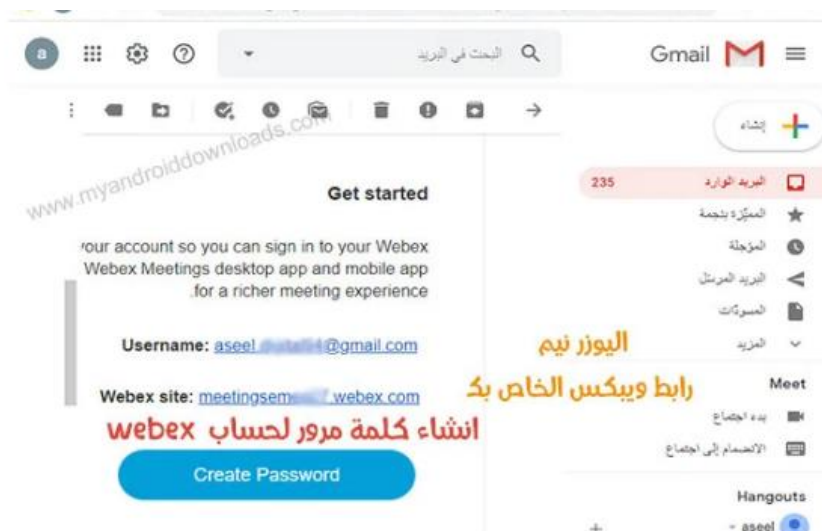 Gmail
البحث في البريد
a
إنشاء
البريد الوارد
235
المميّزة بنجمة
المؤجلة
البريد المرسل
المسودّات
المزيد
Meet
بدء اجتماع
الانضمام إلى اجتماع
Hangouts
aseel
+
www.myandroiddownloads.com
Get started
your account so you can sign in to your Webex
Webex Meetings desktop app and mobile app
.for a richer meeting experience
Username: aseel @gmail.com
اليوزر نيم
Webex site: meetingsem .webex.com
رابط ويبكس الخاص بك
انشاء كلمة مرور لحساب webex
Create Password